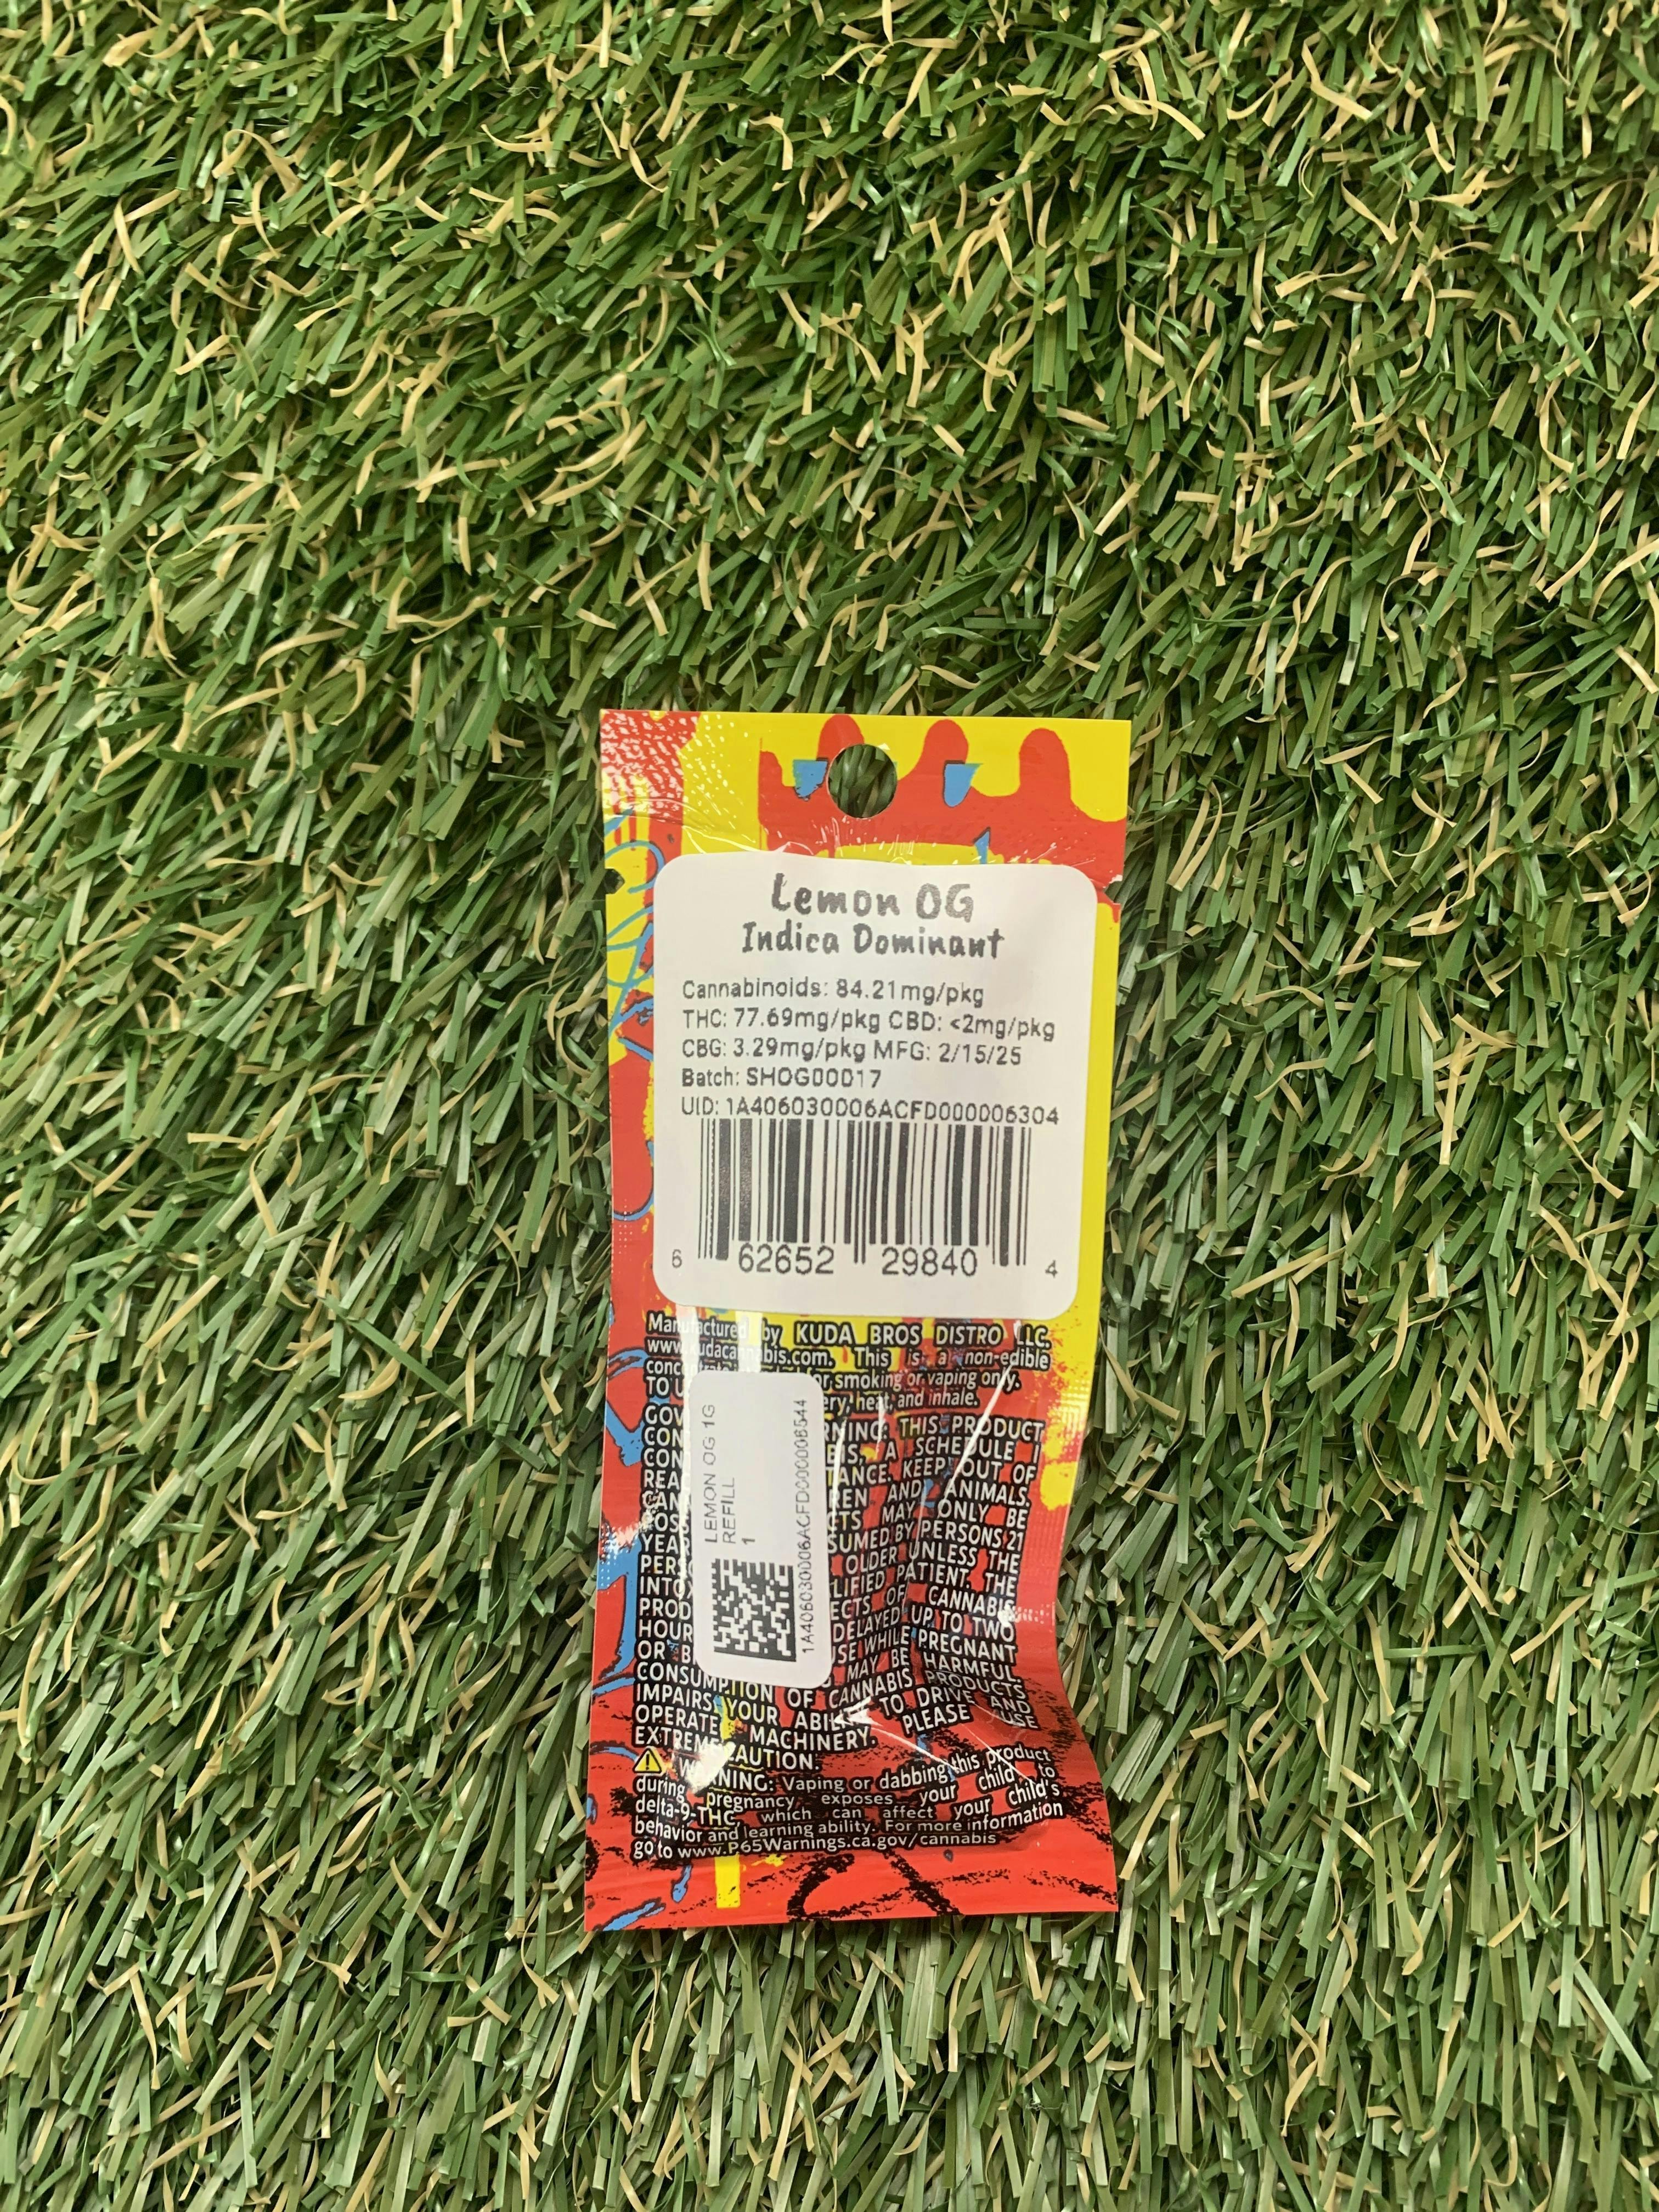 Lemon OG
Indica Dominant
Cannabinoids: 84.21mg/pkg
THC: 77.69mg/pkg CBD: <2mg/pkg
CBG: 3.29mg/pkg MFG: 2/15/25
Batch: SHOG00017
UID: 1A4060300006ACFD000006304
6 62652 29840 4
Manufactured by KUDA BROS DISTRO LLC.
www.kudacannabis.com. This is a non-edible
or smoking or vaping only.
TO heat, and inhale.
THIS PRODUCT
A SCHEDULE I
KEEP OUT OF
AND ANIMALS.
MAY ONLY BE
BY PERSONS 21
OLDER UNLESS THE
PATIENT. THE
OF CANNABIS
DELAYED UP TO TWO
WHILE PREGNANT
MAY BE HARMFUL.
CONSUMPTION OF CANNABIS PRODUCTS
IMPAIRS YOUR ABILITY TO DRIVE AND
OPERATE MACHINERY. PLEASE USE
EXTREME CAUTION.
WARNING: Vaping or dabbing this product
during pregnancy exposes your child to
delta-9-THC, which can affect your child's
behavior and learning ability. For more information
go to www.P65Warnings.ca.gov/cannabis
LEMON OG 1G
REFILL
1
1A4060300006ACFD000006544